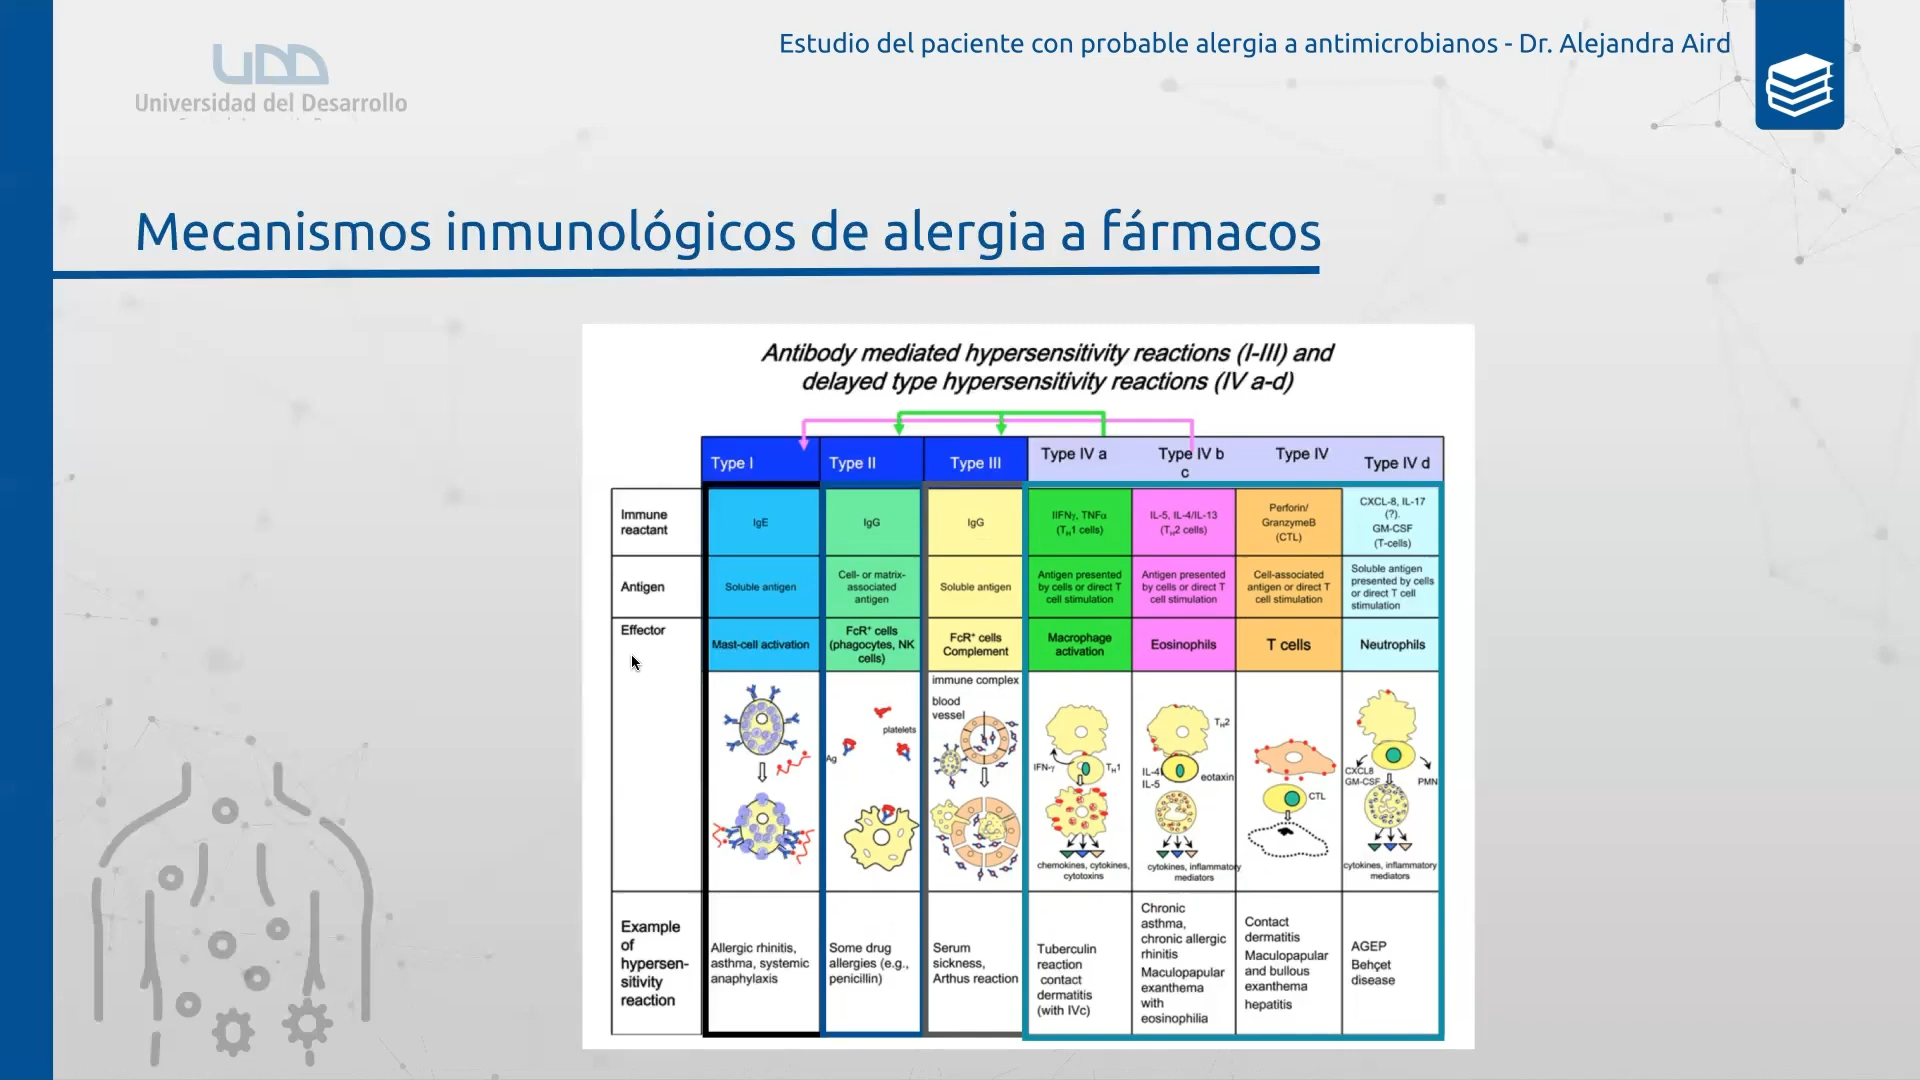 Estudio del paciente con probable alergia a antimicrobianos - Dr. Alejandra Aird
UDD
Universidad del Desarrollo
Mecanismos inmunológicos de alergia a fármacos
Antibody mediated hypersensitivity reactions (I-III) and
delayed type hypersensitivity reactions (IV a-d)
Type I
Type II
Type III
Type IV a
Type IV b
c
Type IV
Type IV d
Immune
reactant
IgE
IgG
IgG
IIFNγ, TNFα
(TH1 cells)
IL-5, IL-4/IL-13
(TH2 cells)
Perforin/
GranzymeB
(CTL)
CXCL-8, IL-17
(?).
GM-CSF
(T-cells)
Antigen
Soluble antigen
Cell- or matrix-
associated
antigen
Soluble antigen
Antigen presented
by cells or direct T
cell stimulation
Antigen presented
by cells or direct T
cell stimulation
Cell-associated
antigen or direct T
cell stimulation
Soluble antigen
presented by cells
or direct T cell
stimulation
Effector
Mast-cell activation
FcR+ cells
(phagocytes, NK
cells)
FcR+ cells
Complement
Macrophage
activation
Eosinophils
T cells
Neutrophils
platelets
Ag
immune complex
blood
vessel
IFN-γ
TH1
chemokines, cytokines,
cytotoxins
TH2
IL-4
IL-5
eotaxin
cytokines, inflammatory
mediators
CTL
CXCL8
GM-CSF
PMN
cytokines, inflammatory
mediators
Example
of
hypersen-
sitivity
reaction
Allergic rhinitis,
asthma, systemic
anaphylaxis
Some drug
allergies (e.g.,
penicillin)
Serum
sickness,
Arthus reaction
Tuberculin
reaction
contact
dermatitis
(with IVc)
Chronic
asthma,
chronic allergic
rhinitis
Maculopapular
exanthema
with
eosinophilia
Contact
dermatitis
Maculopapular
and bullous
exanthema
hepatitis
AGEP
Behçet
disease